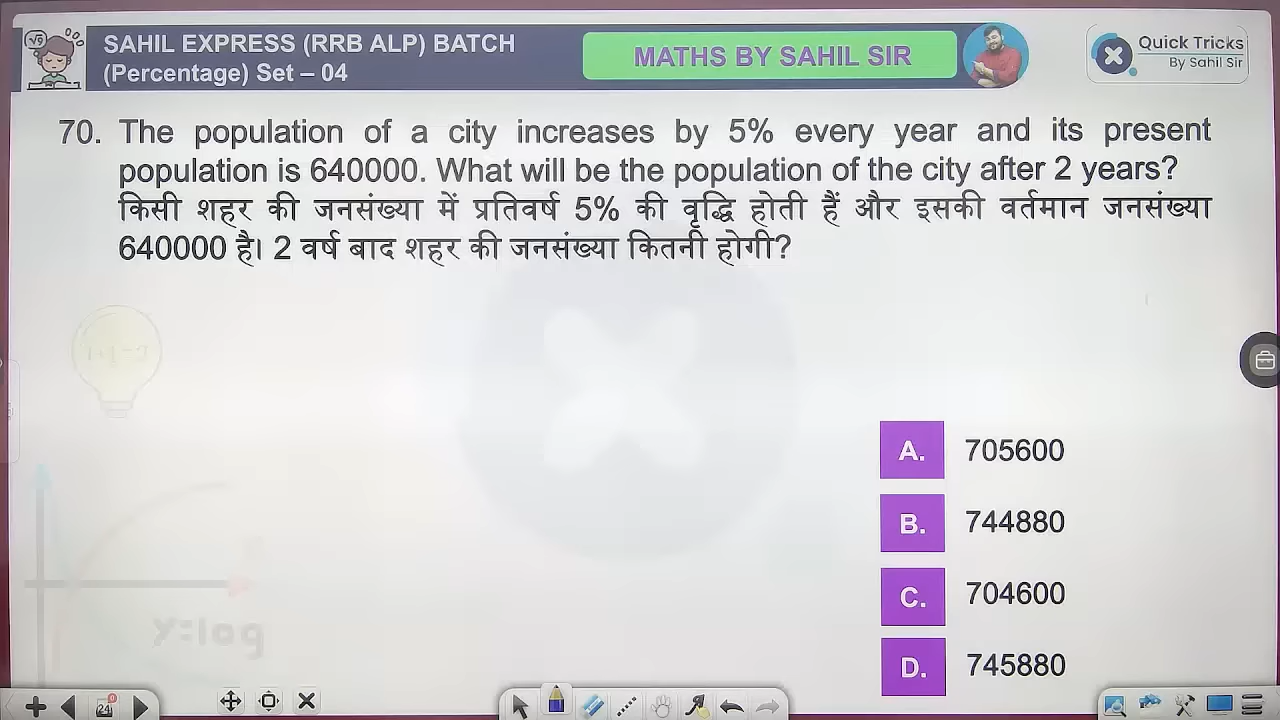 SAHIL EXPRESS (RRB ALP) BATCH
(Percentage) Set – 04
MATHS BY SAHIL SIR
Quick Tricks
By Sahil Sir
70. The population of a city increases by 5% every year and its present
population is 640000. What will be the population of the city after 2 years?
किसी शहर की जनसंख्या में प्रतिवर्ष 5% की वृद्धि होती हैं और इसकी वर्तमान जनसंख्या
640000 है। 2 वर्ष बाद शहर की जनसंख्या कितनी होगी?
A. 705600
B. 744880
C. 704600
y=log
D. 745880
24